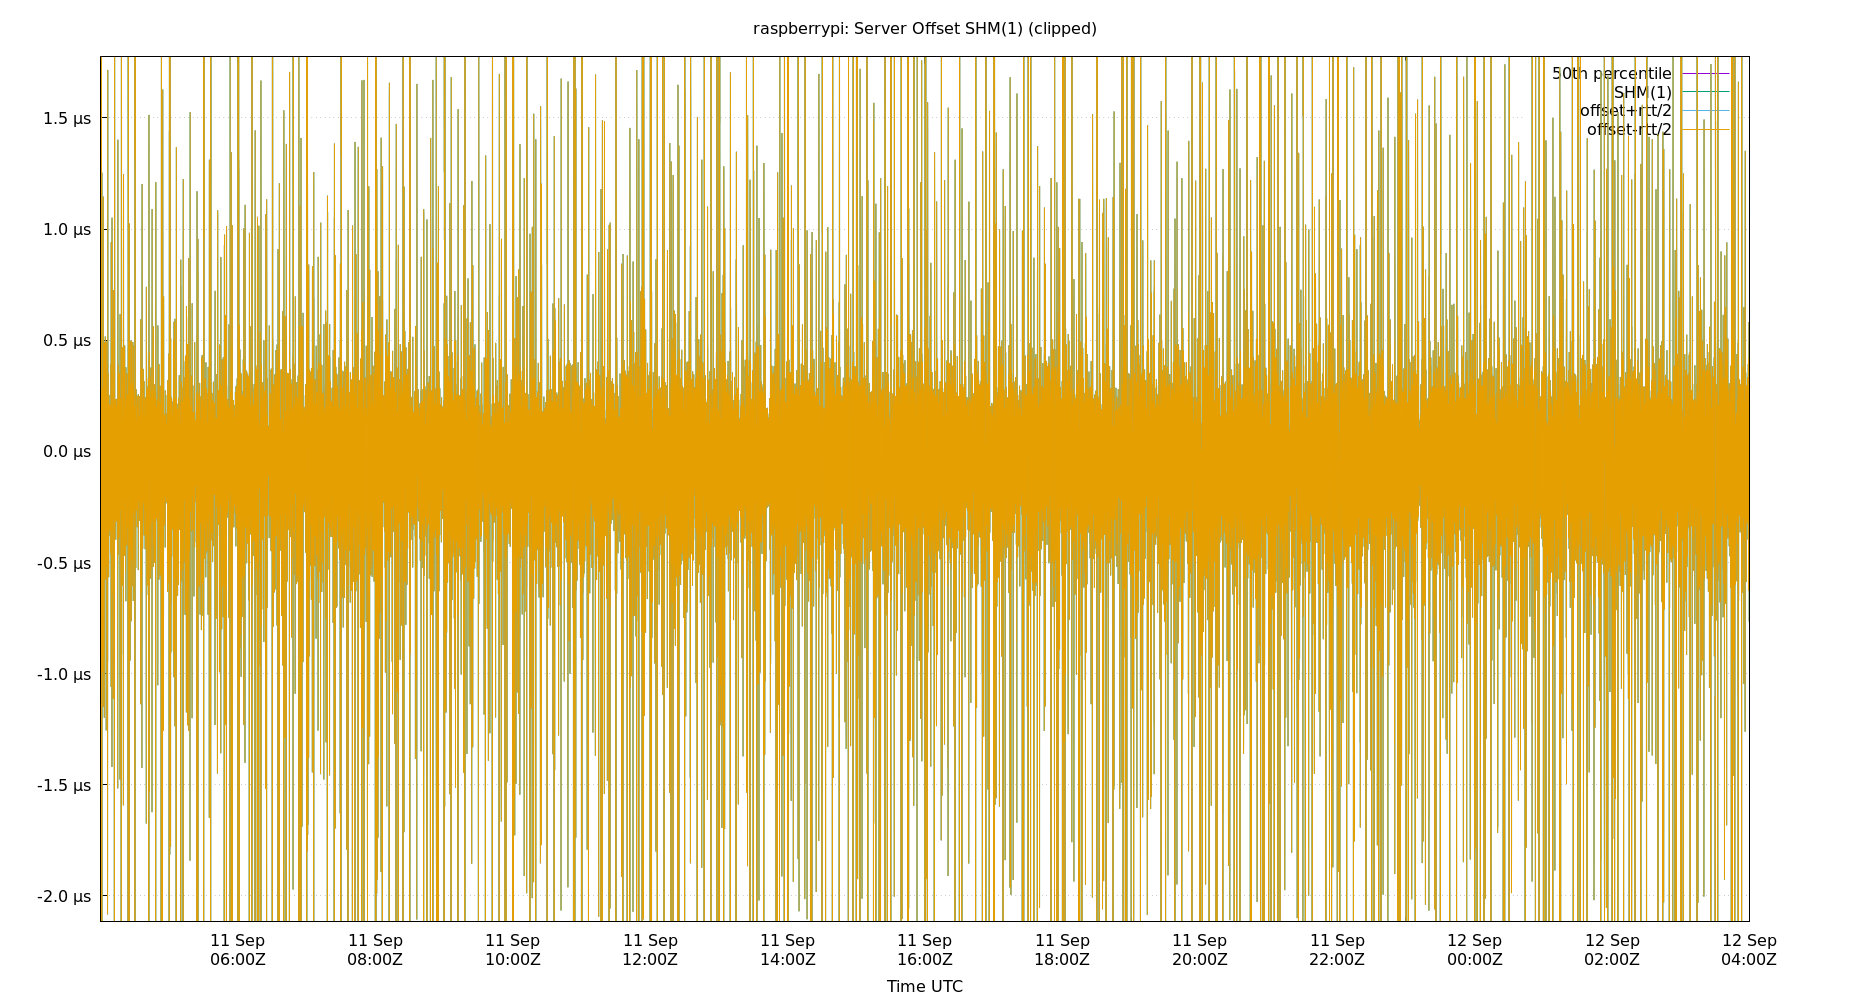 raspberrypi: Server Offset SHM(1) (clipped)
50th percentile
SHM(1)
offset+rtt/2
offset-rtt/2
1.5 µs
1.0 µs
0.5 µs
0.0 µs
-0.5 µs
-1.0 µs
-1.5 µs
-2.0 µs
11 Sep 11 Sep 11 Sep 11 Sep 11 Sep 11 Sep 11 Sep 11 Sep 11 Sep 12 Sep 12 Sep 12 Sep
06:00Z 08:00Z 10:00Z 12:00Z 14:00Z 16:00Z 18:00Z 20:00Z 22:00Z 00:00Z 02:00Z 04:00Z
Time UTC